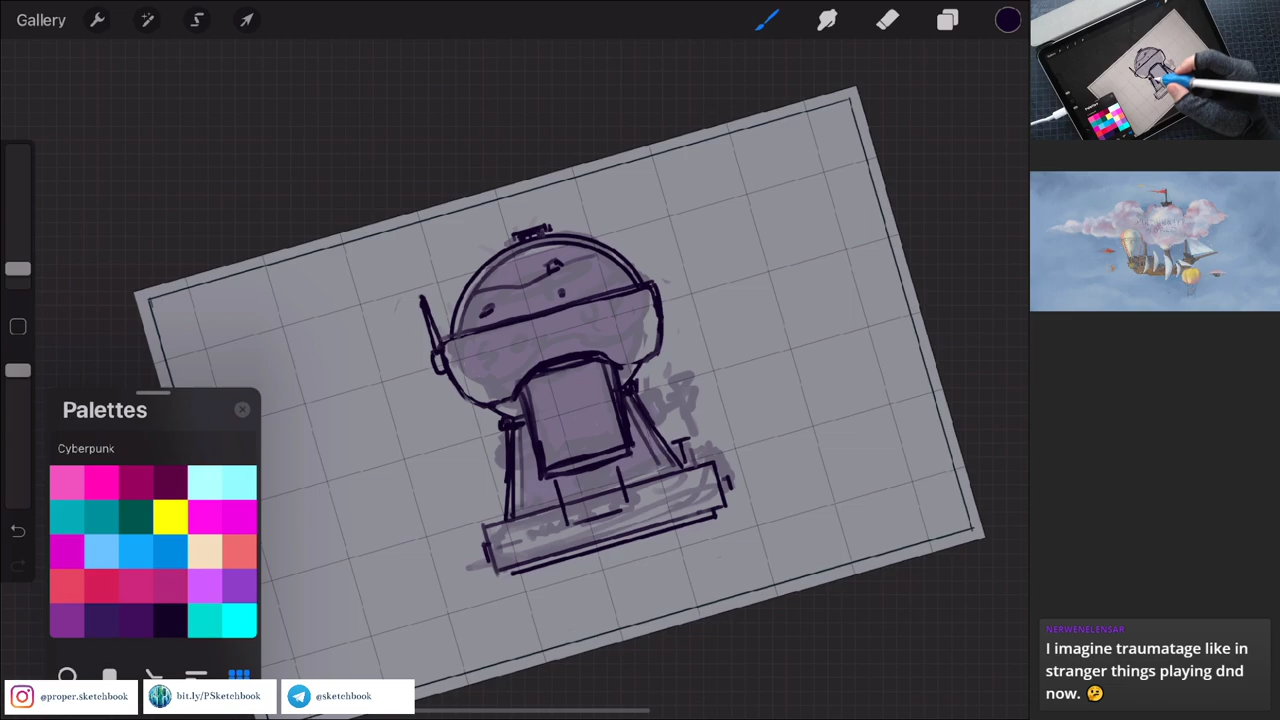 Gallery
Palettes
Cyberpunk
@proper.sketchbook
bit.ly/PSketchbook
@sketchbook
NERWENELENSAR
I imagine traumatage like in
stranger things playing dnd
now. 🤔